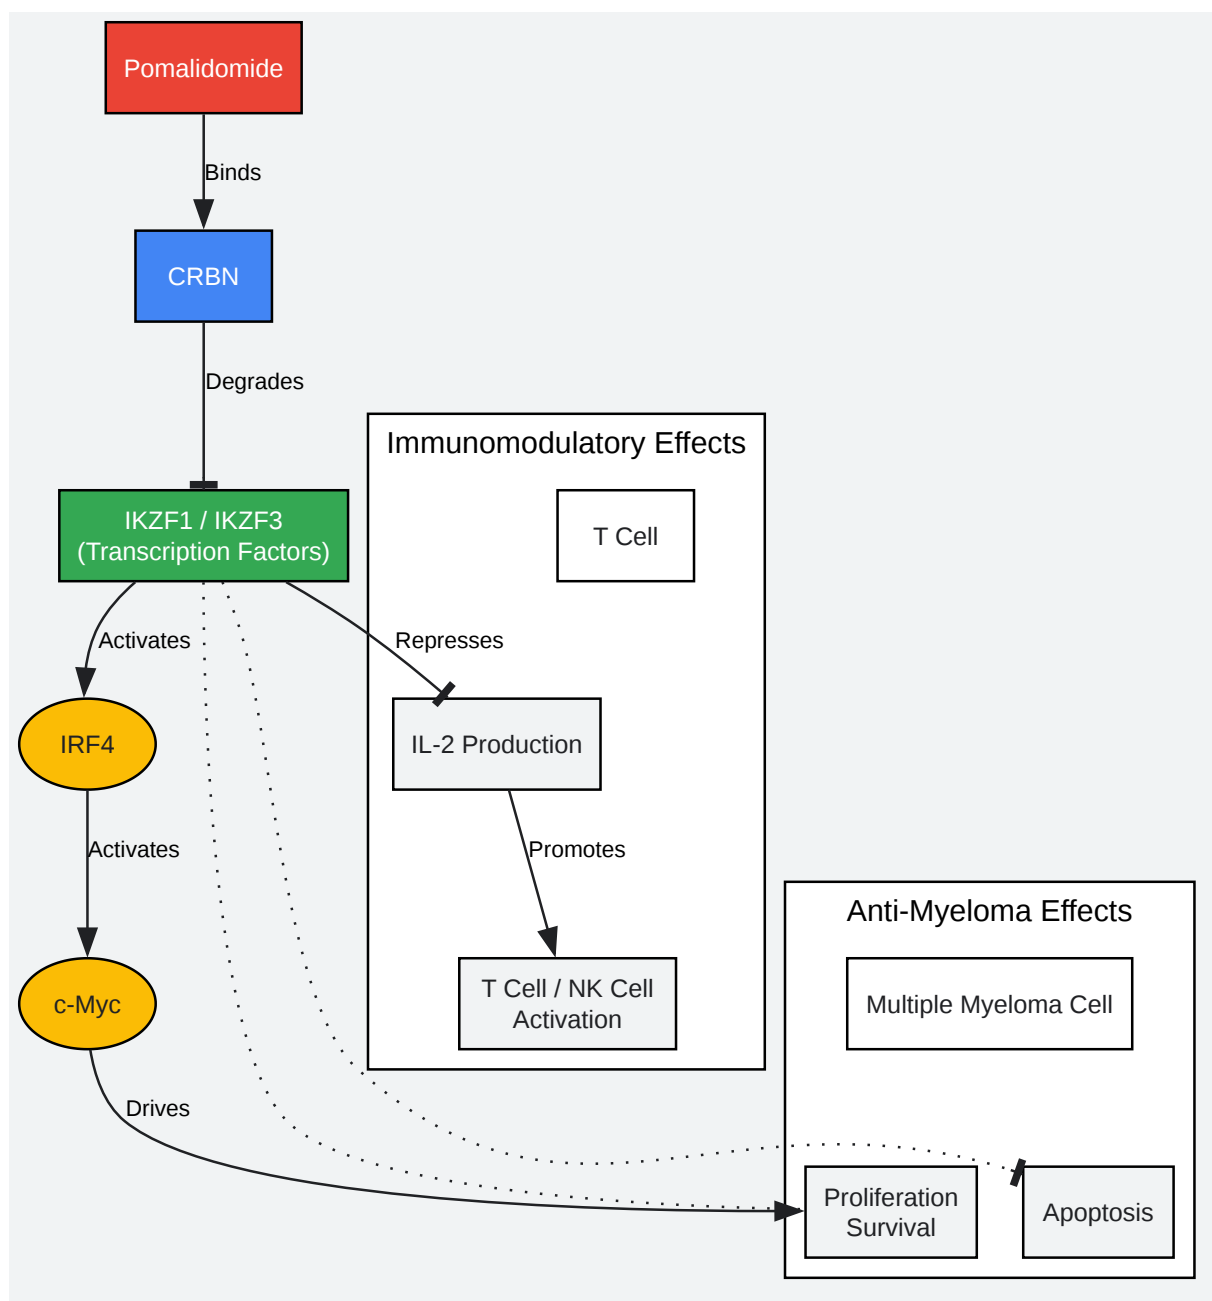 Pomalidomide
Binds
CRBN
Degrades
Immunomodulatory Effects
IKZF1 / IKZF3
(Transcription Factors)
T Cell
Activates
Represses
IRF4
IL-2 Production
Activates
Promotes
Anti-Myeloma Effects
c-Myc
T Cell / NK Cell
Activation
Multiple Myeloma Cell
Drives
Proliferation
Survival
Apoptosis